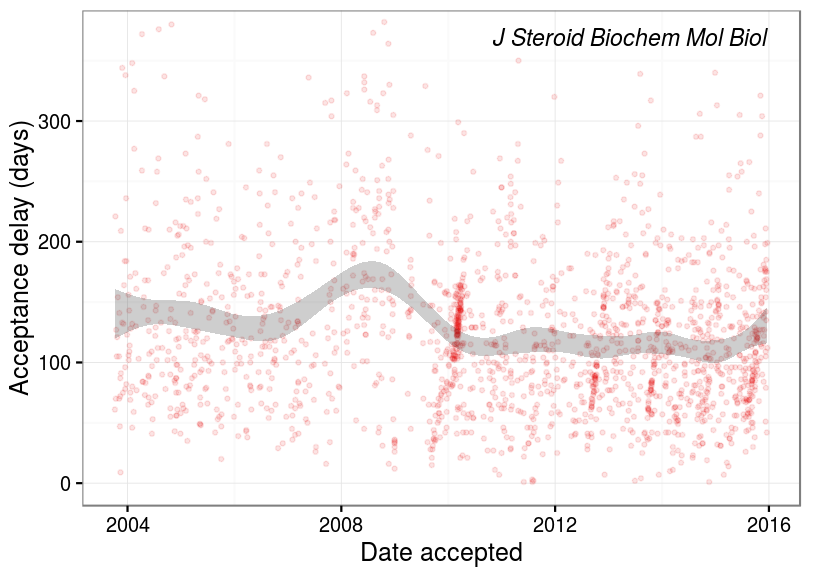 J Steroid Biochem Mol Biol
Acceptance delay (days)
300
200
100
0
2004 2008 2012 2016
Date accepted